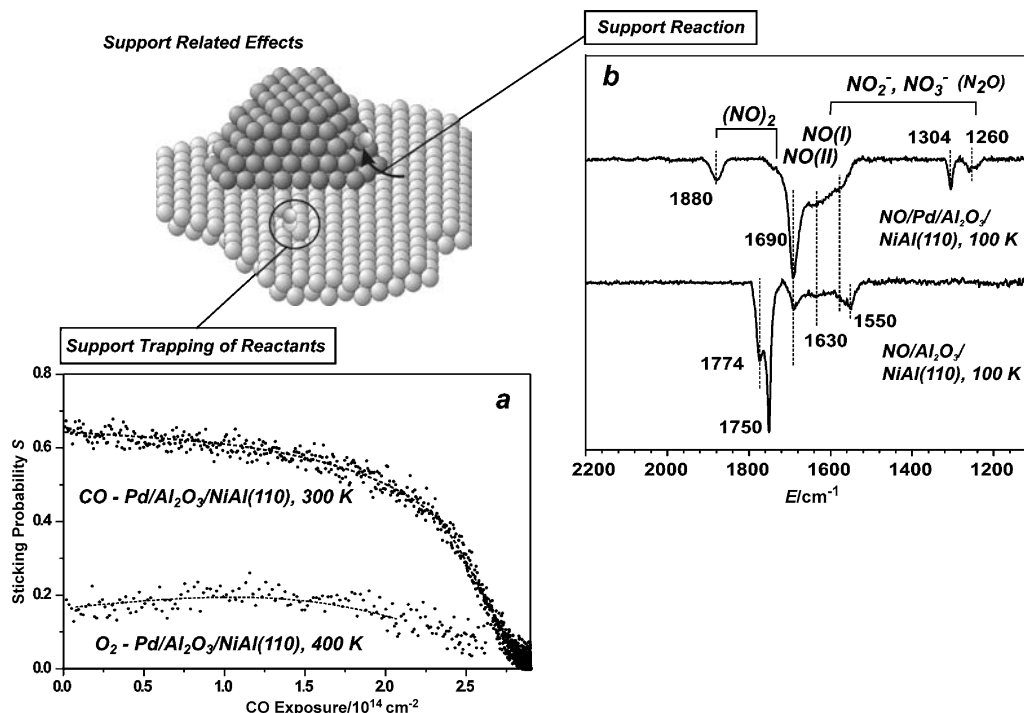 Support Related Effects
Support Reaction
Support Trapping of Reactants
b
NO₂⁻, NO₃⁻ (N₂O)
(NO)₂
NO(I)
NO(II)
1304 1260
1880
1690
NO/Pd/Al₂O₃/
NiAl(110), 100 K
1774
1630
1550
NO/Al₂O₃/
NiAl(110), 100 K
1750
2200 2000 1800 1600 1400 1200
E/cm⁻¹
a
0.8
0.6
0.4
0.2
0.0
Sticking Probability S
CO - Pd/Al₂O₃/NiAl(110), 300 K
O₂ - Pd/Al₂O₃/NiAl(110), 400 K
0.0 0.5 1.0 1.5 2.0 2.5
CO Exposure/10¹⁴ cm⁻²